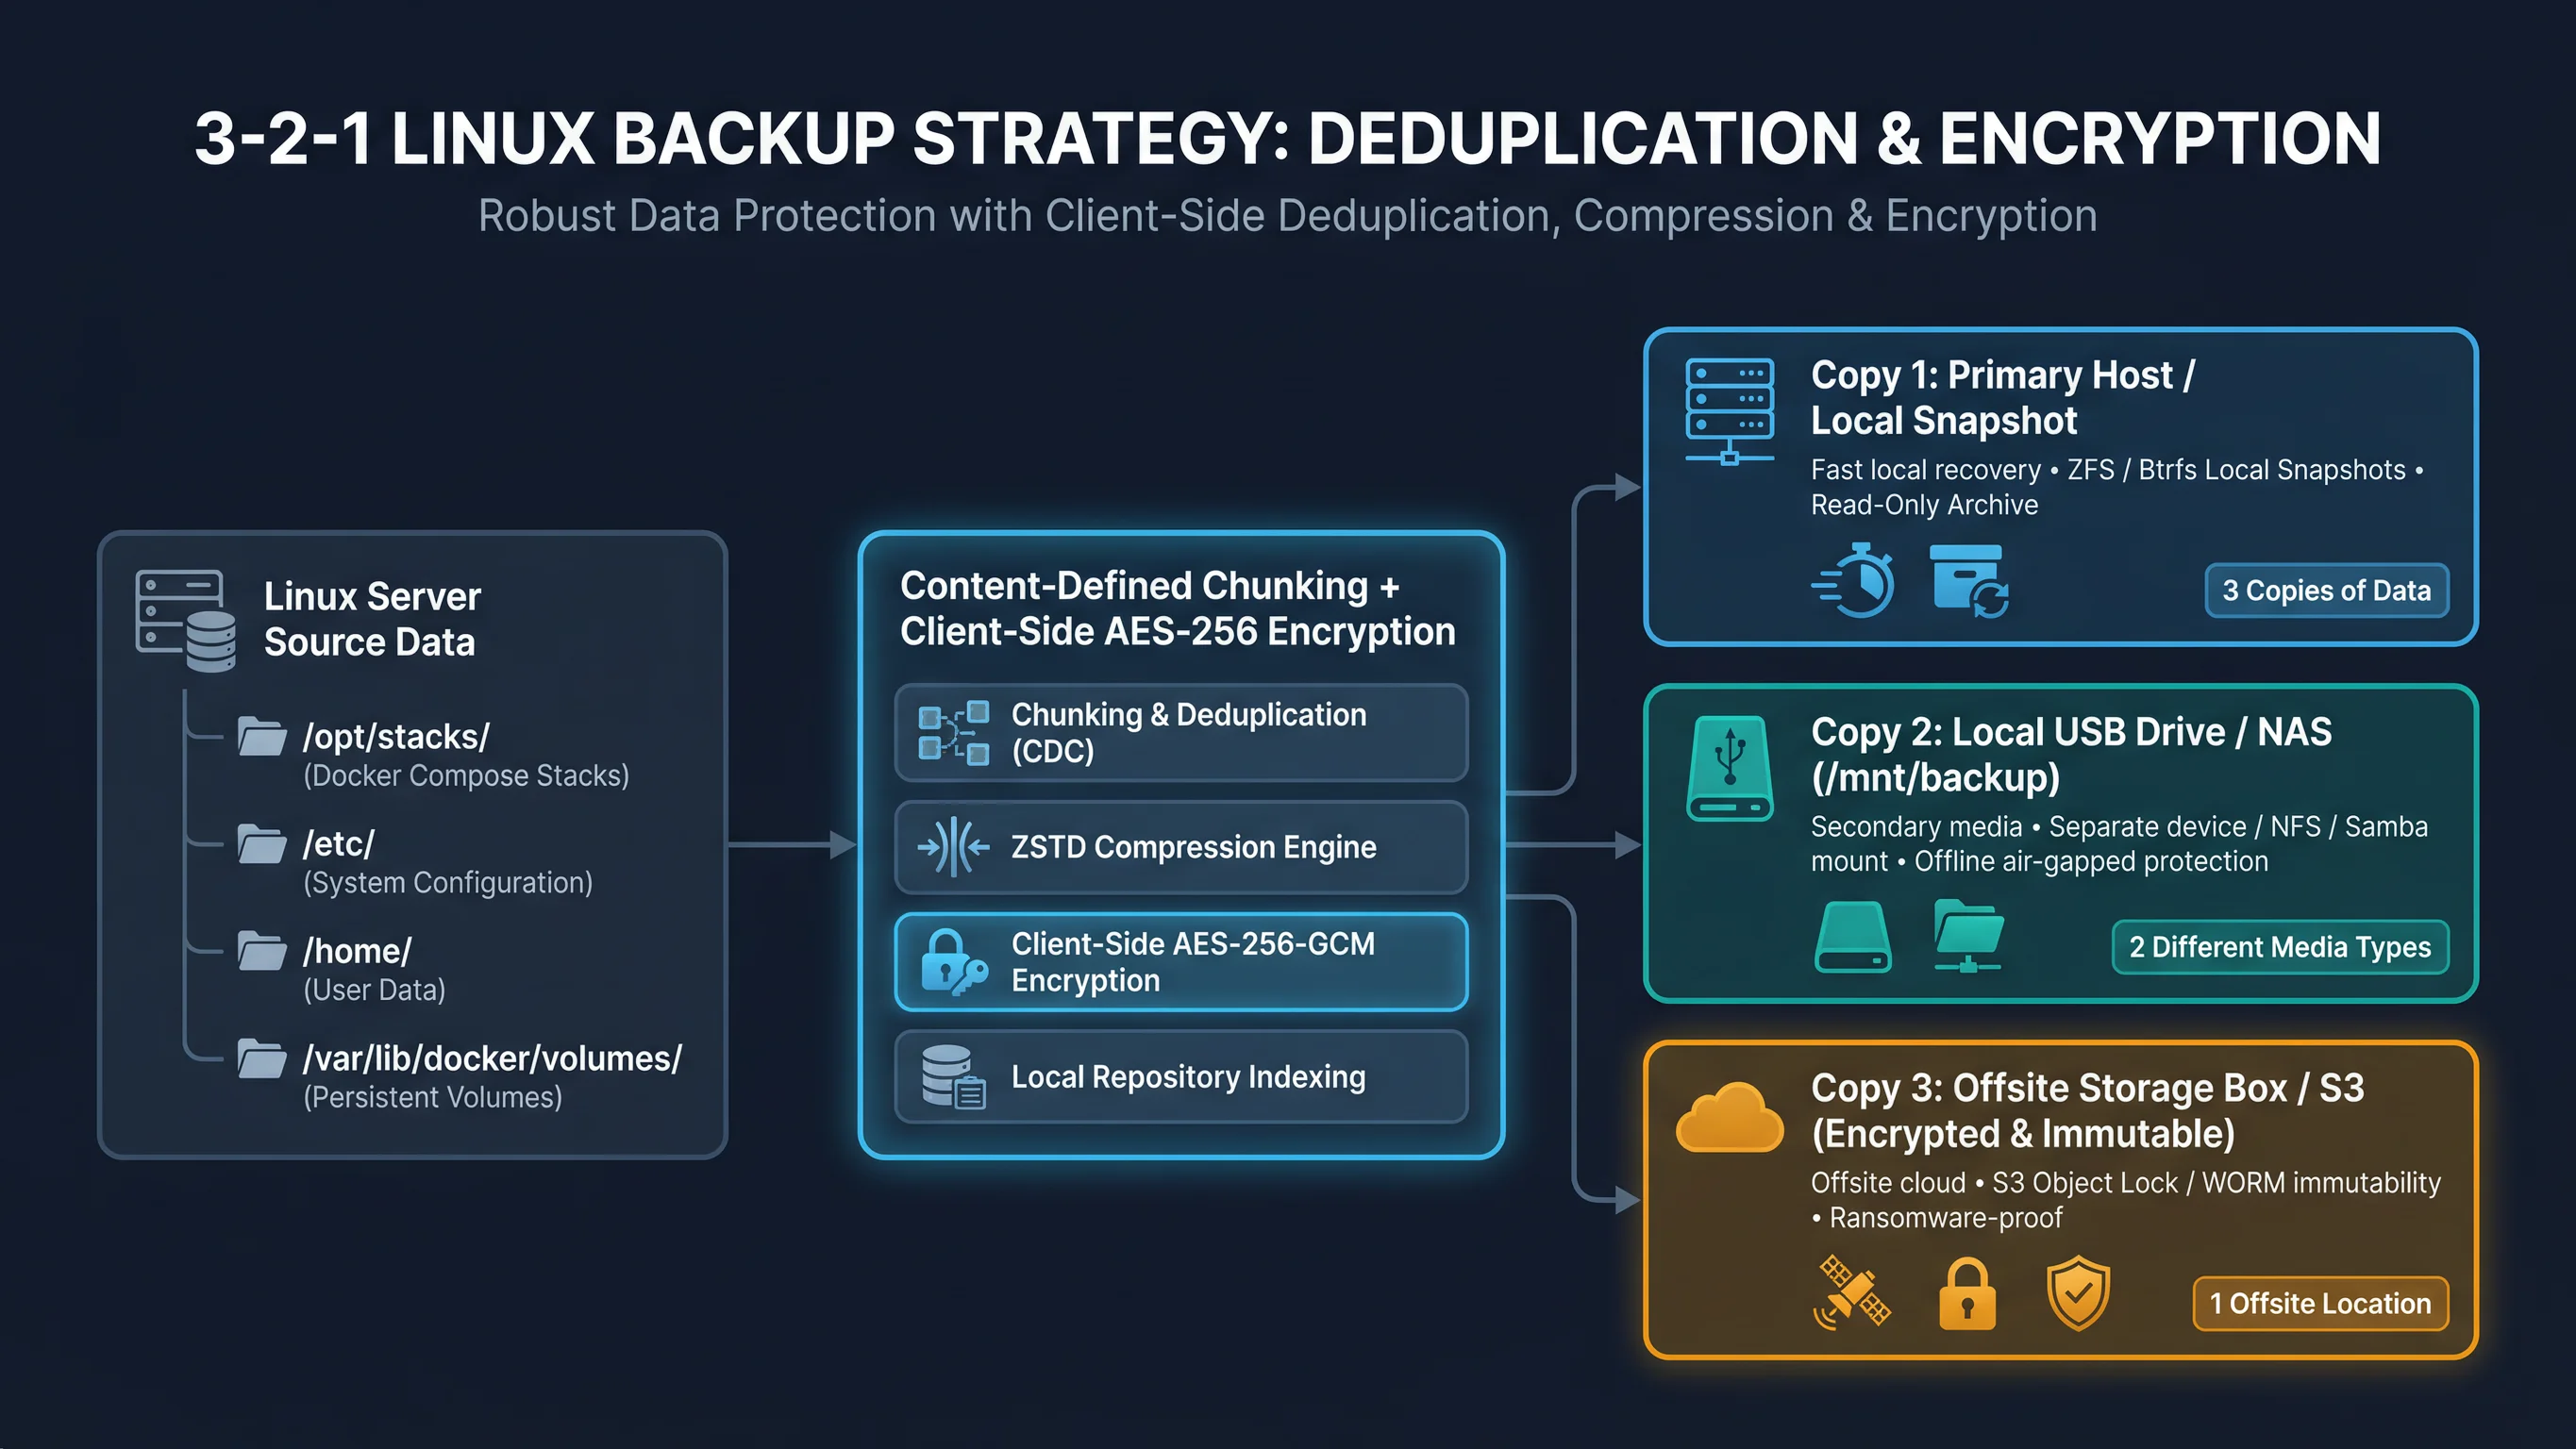 3-2-1 LINUX BACKUP STRATEGY: DEDUPLICATION & ENCRYPTION
Robust Data Protection with Client-Side Deduplication, Compression & Encryption
Linux Server
Source Data
/opt/stacks/
(Docker Compose Stacks)
/etc/
(System Configuration)
/home/
(User Data)
/var/lib/docker/volumes/
(Persistent Volumes)
Content-Defined Chunking +
Client-Side AES-256 Encryption
Chunking & Deduplication
(CDC)
ZSTD Compression Engine
Client-Side AES-256-GCM
Encryption
Local Repository Indexing
Copy 1: Primary Host /
Local Snapshot
Fast local recovery • ZFS / Btrfs Local Snapshots •
Read-Only Archive
3 Copies of Data
Copy 2: Local USB Drive / NAS
(/mnt/backup)
Secondary media • Separate device / NFS / Samba
mount • Offline air-gapped protection
2 Different Media Types
Copy 3: Offsite Storage Box / S3
(Encrypted & Immutable)
Offsite cloud • S3 Object Lock / WORM immutability
• Ransomware-proof
1 Offsite Location